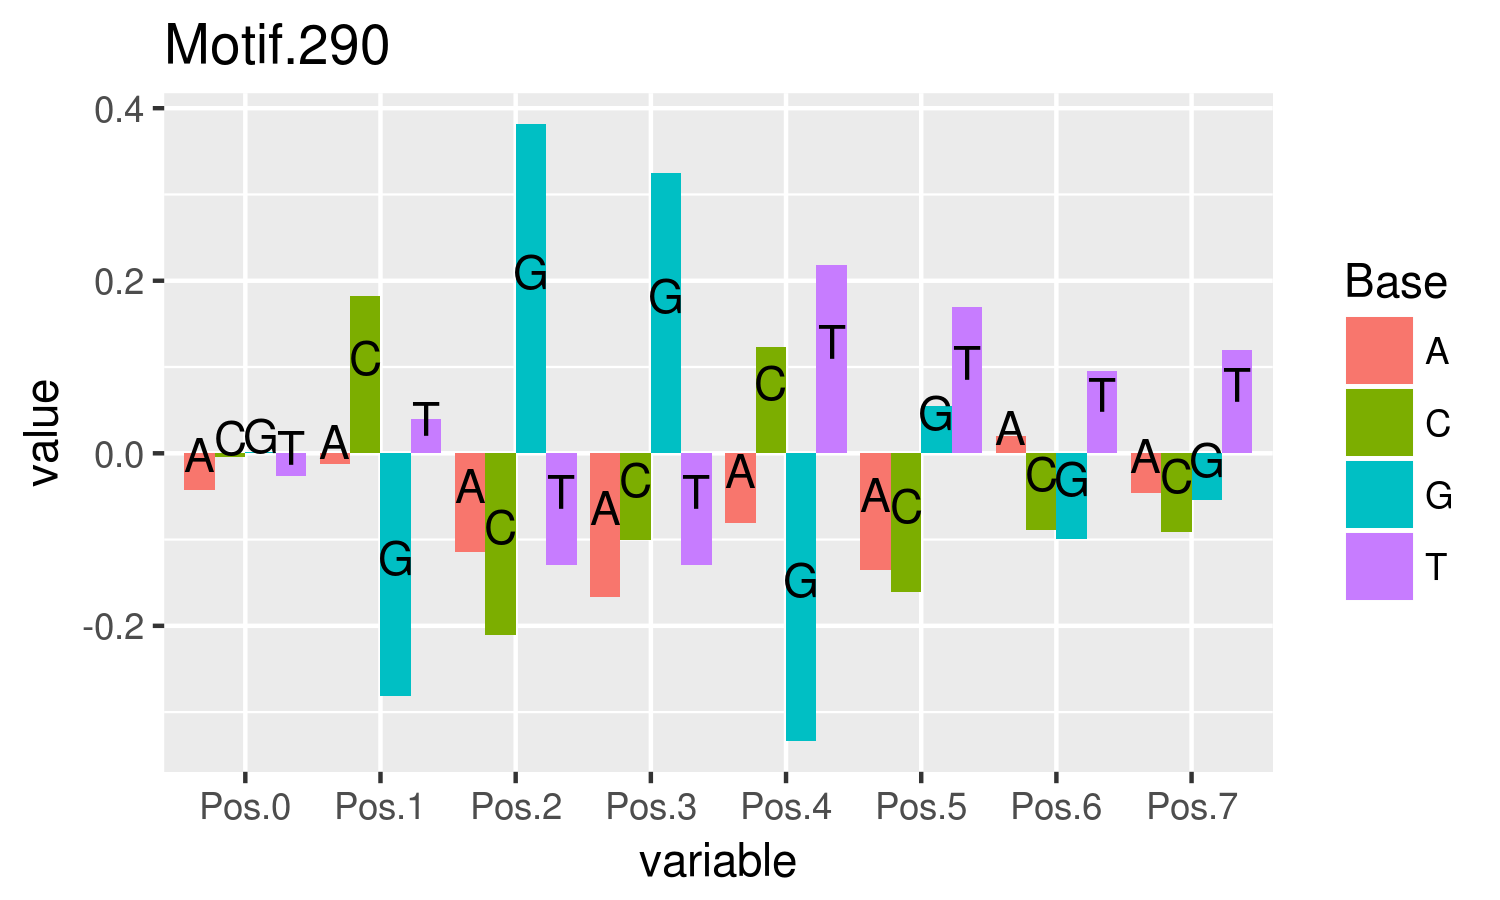 Motif.290
0.4
0.2
0.0
-0.2
value
A C G T A C G T A C G T A C G T A C G T A C G T A C G T A C G T
Pos.0 Pos.1 Pos.2 Pos.3 Pos.4 Pos.5 Pos.6 Pos.7
variable
Base
A
C
G
T